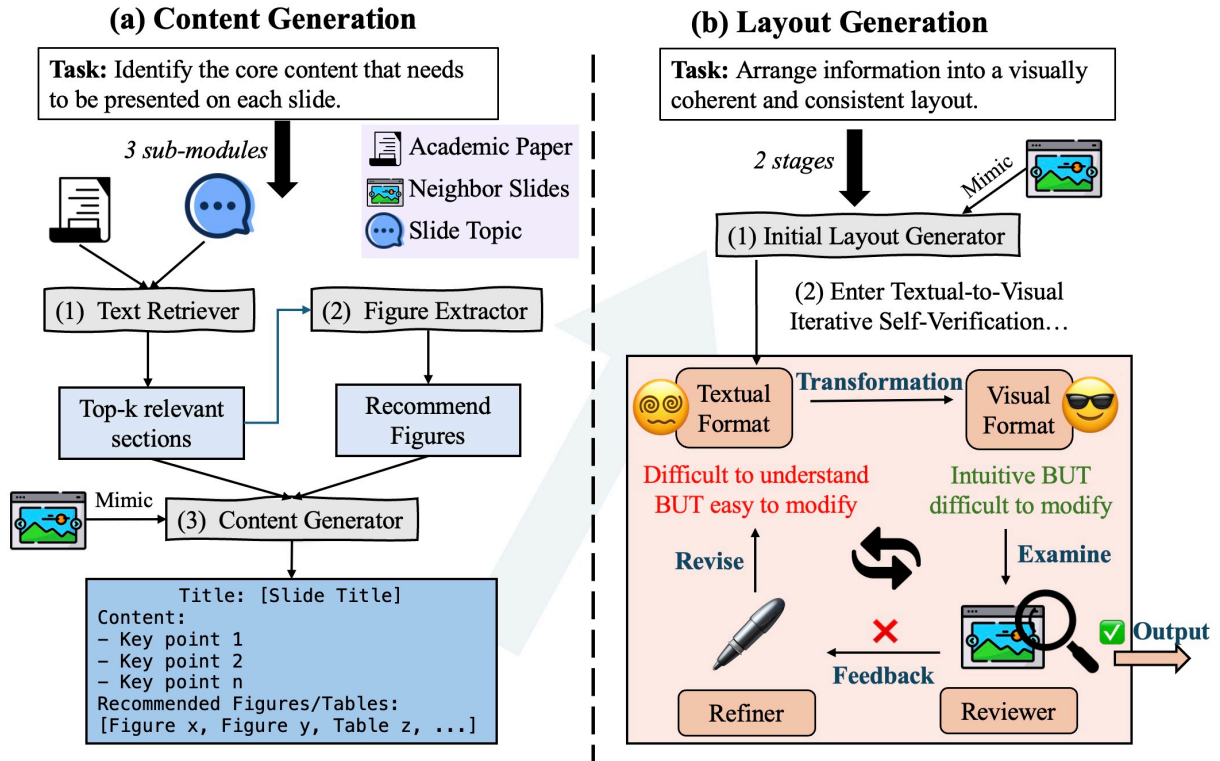 (a) Content Generation
Task: Identify the core content that needs
to be presented on each slide.
3 sub-modules
Academic Paper
Neighbor Slides
Slide Topic
(1) Text Retriever
(2) Figure Extractor
Top-k relevant
sections
Recommend
Figures
Mimic
(3) Content Generator
Title: [Slide Title]
Content:
– Key point 1
– Key point 2
– Key point n
Recommended Figures/Tables:
[Figure x, Figure y, Table z, ...]
(b) Layout Generation
Task: Arrange information into a visually
coherent and consistent layout.
2 stages
Mimic
(1) Initial Layout Generator
(2) Enter Textual-to-Visual
Iterative Self-Verification…
Textual
Format
Transformation
Visual
Format
Difficult to understand
BUT easy to modify
Intuitive BUT
difficult to modify
Revise
Examine
Feedback
Output
Refiner
Reviewer